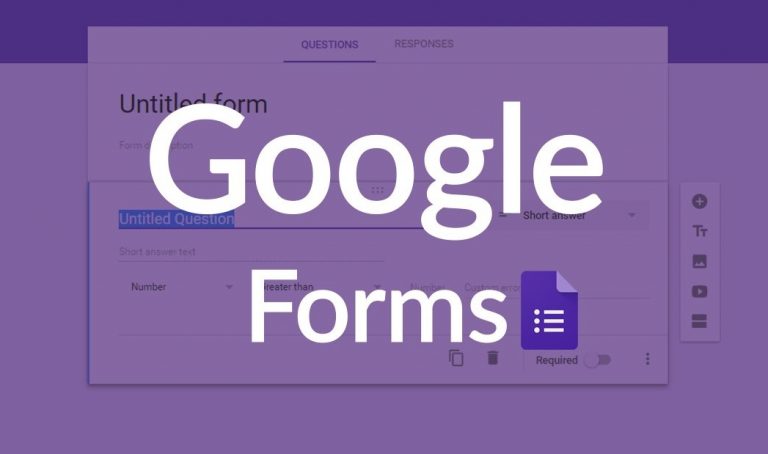 QUESTIONS RESPONSES
Untitled form
Form description
Google
Untitled Question
Short answer
Short answer text
Number Greater than Number Custom error
Forms
Required